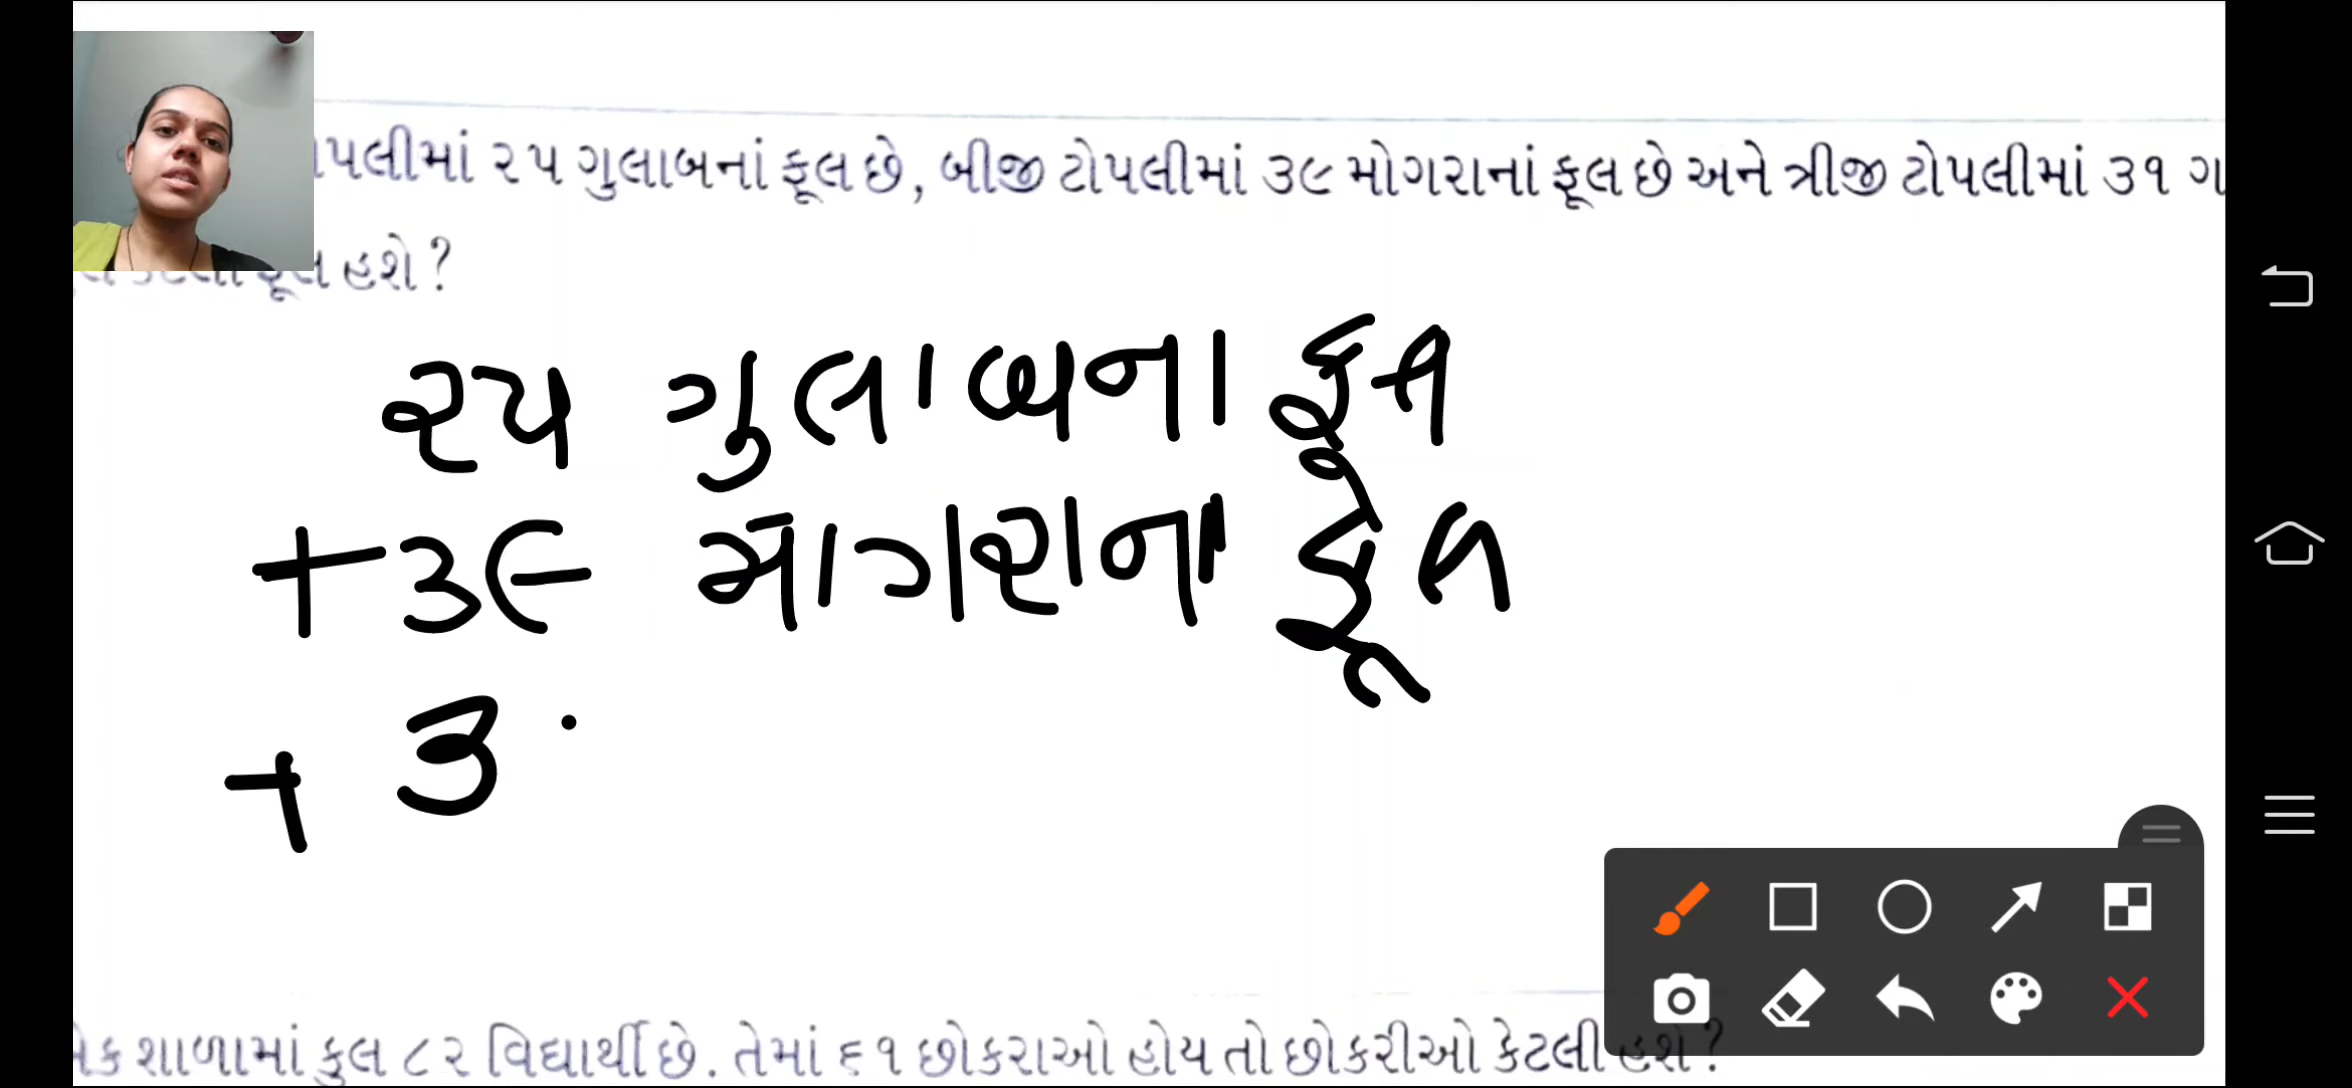 ોપલીમાં ૨૫ ગુલાબનાં ફૂલ છે, બીજી ટોપલીમાં ૩૯ મોગરાનાં ફૂલ છે અને ત્રીજી ટોપલીમાં ૩૧ ગ
ફૂલ હશે ?
૨૫ ગુલાબના ફુલ
+૩૯ મોગરાના ફૂલ
+ ૩
ક શાળામાં કુલ ૮૨ વિદ્યાર્થી છે. તેમાં ૬૧ છોકરાઓ હોય તો છોકરીઓ કેટલી હશે ?